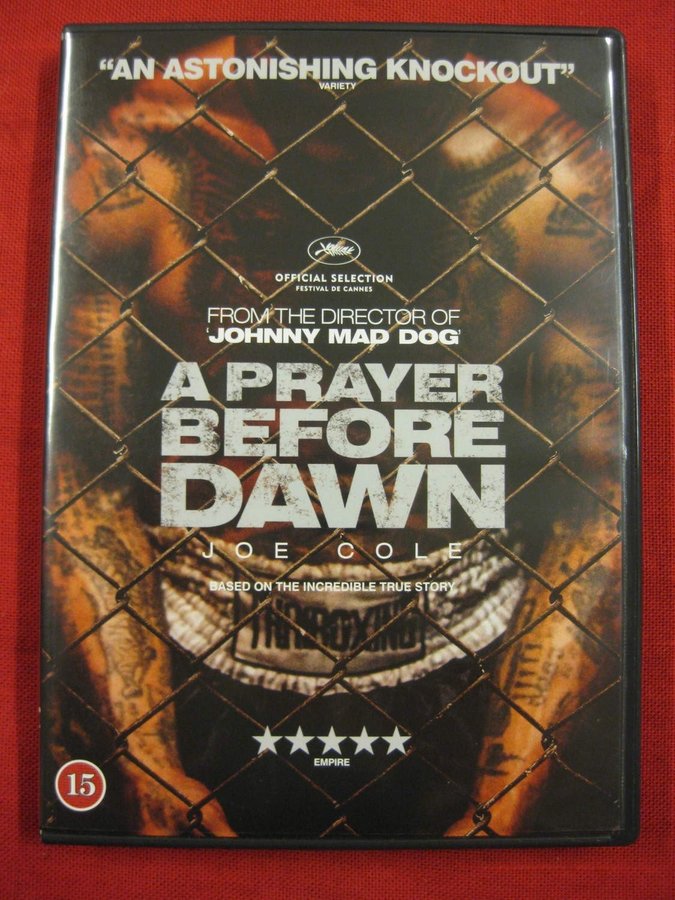 “AN ASTONISHING KNOCKOUT”
VARIETY
OFFICIAL SELECTION
FESTIVAL DE CANNES
FROM THE DIRECTOR OF
‘JOHNNY MAD DOG’
A PRAYER
BEFORE
DAWN
JOE COLE
BASED ON THE INCREDIBLE TRUE STORY
THAIBOXING
EMPIRE
15